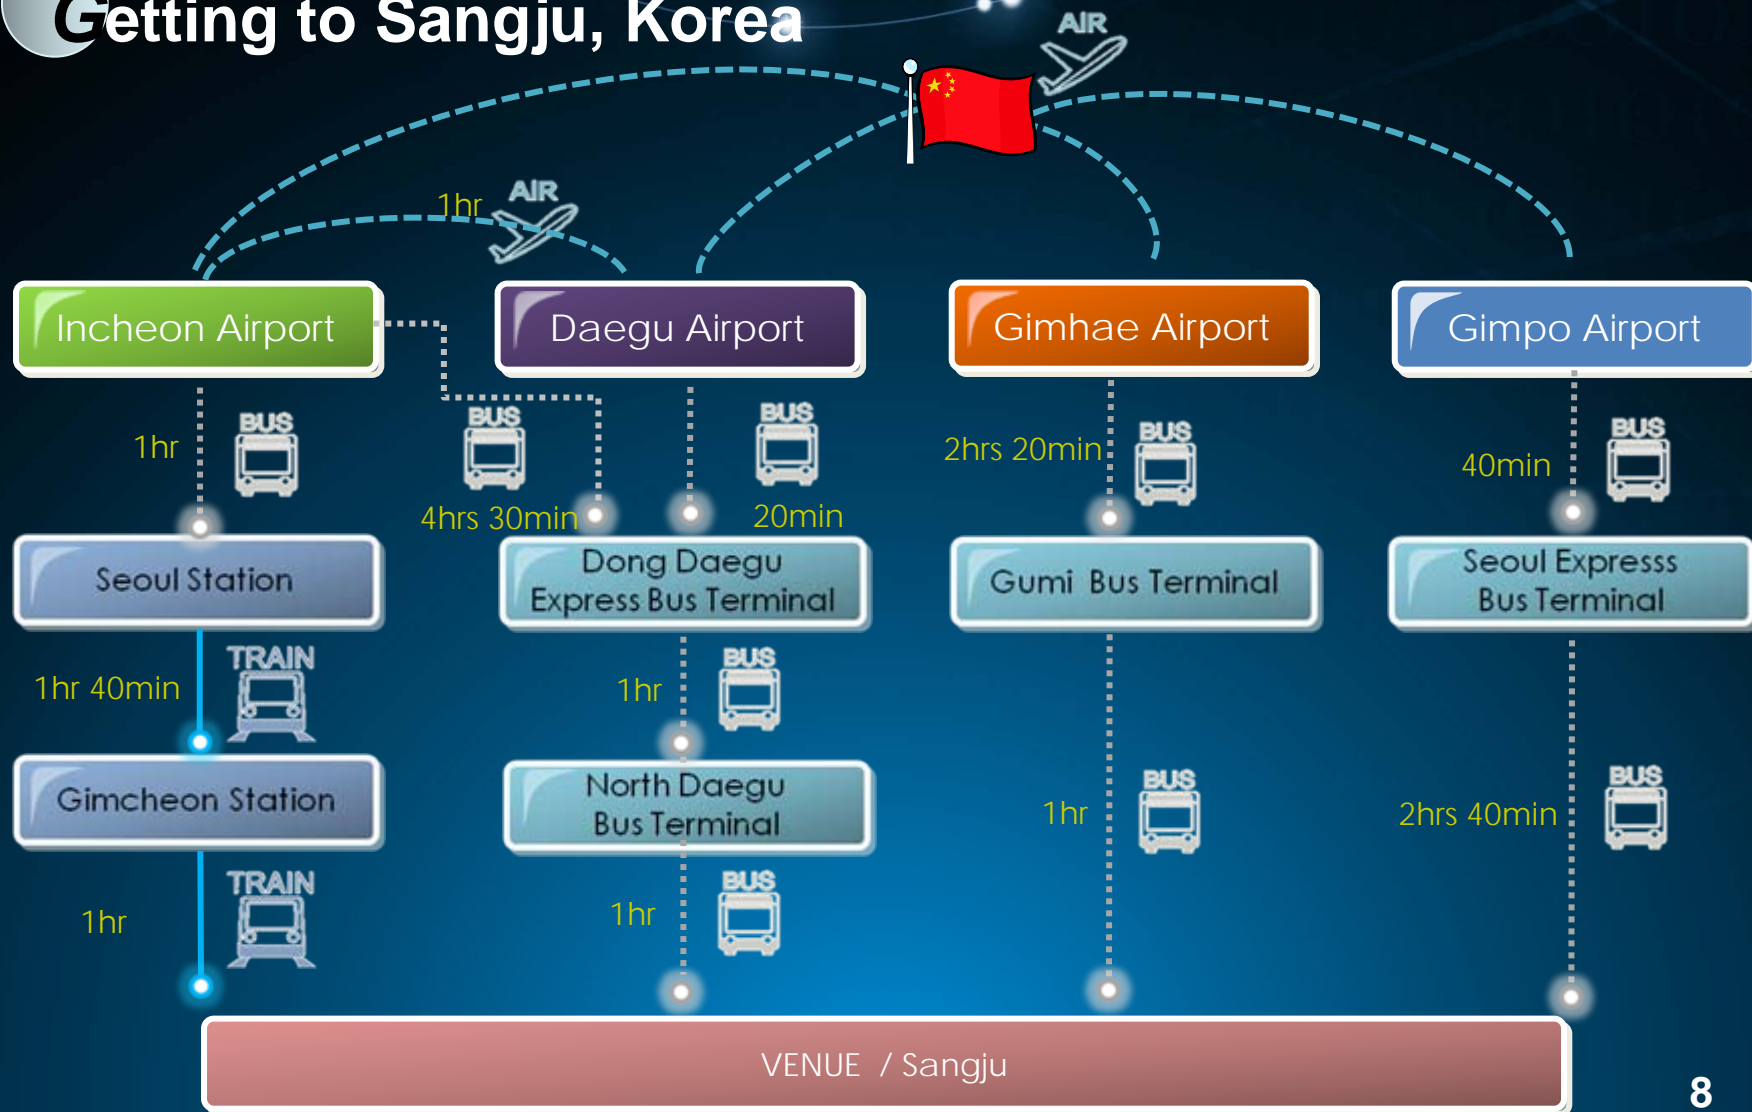 Getting to Sangju, Korea
AIR
AIR
1hr
Incheon Airport
Daegu Airport
Gimhae Airport
Gimpo Airport
BUS
1hr
BUS
4hrs 30min
BUS
20min
BUS
2hrs 20min
BUS
40min
Seoul Station
Dong Daegu
Express Bus Terminal
Gumi Bus Terminal
Seoul Expresss
Bus Terminal
TRAIN
1hr 40min
BUS
1hr
Gimcheon Station
North Daegu
Bus Terminal
BUS
1hr
BUS
2hrs 40min
TRAIN
1hr
BUS
1hr
VENUE / Sangju
8